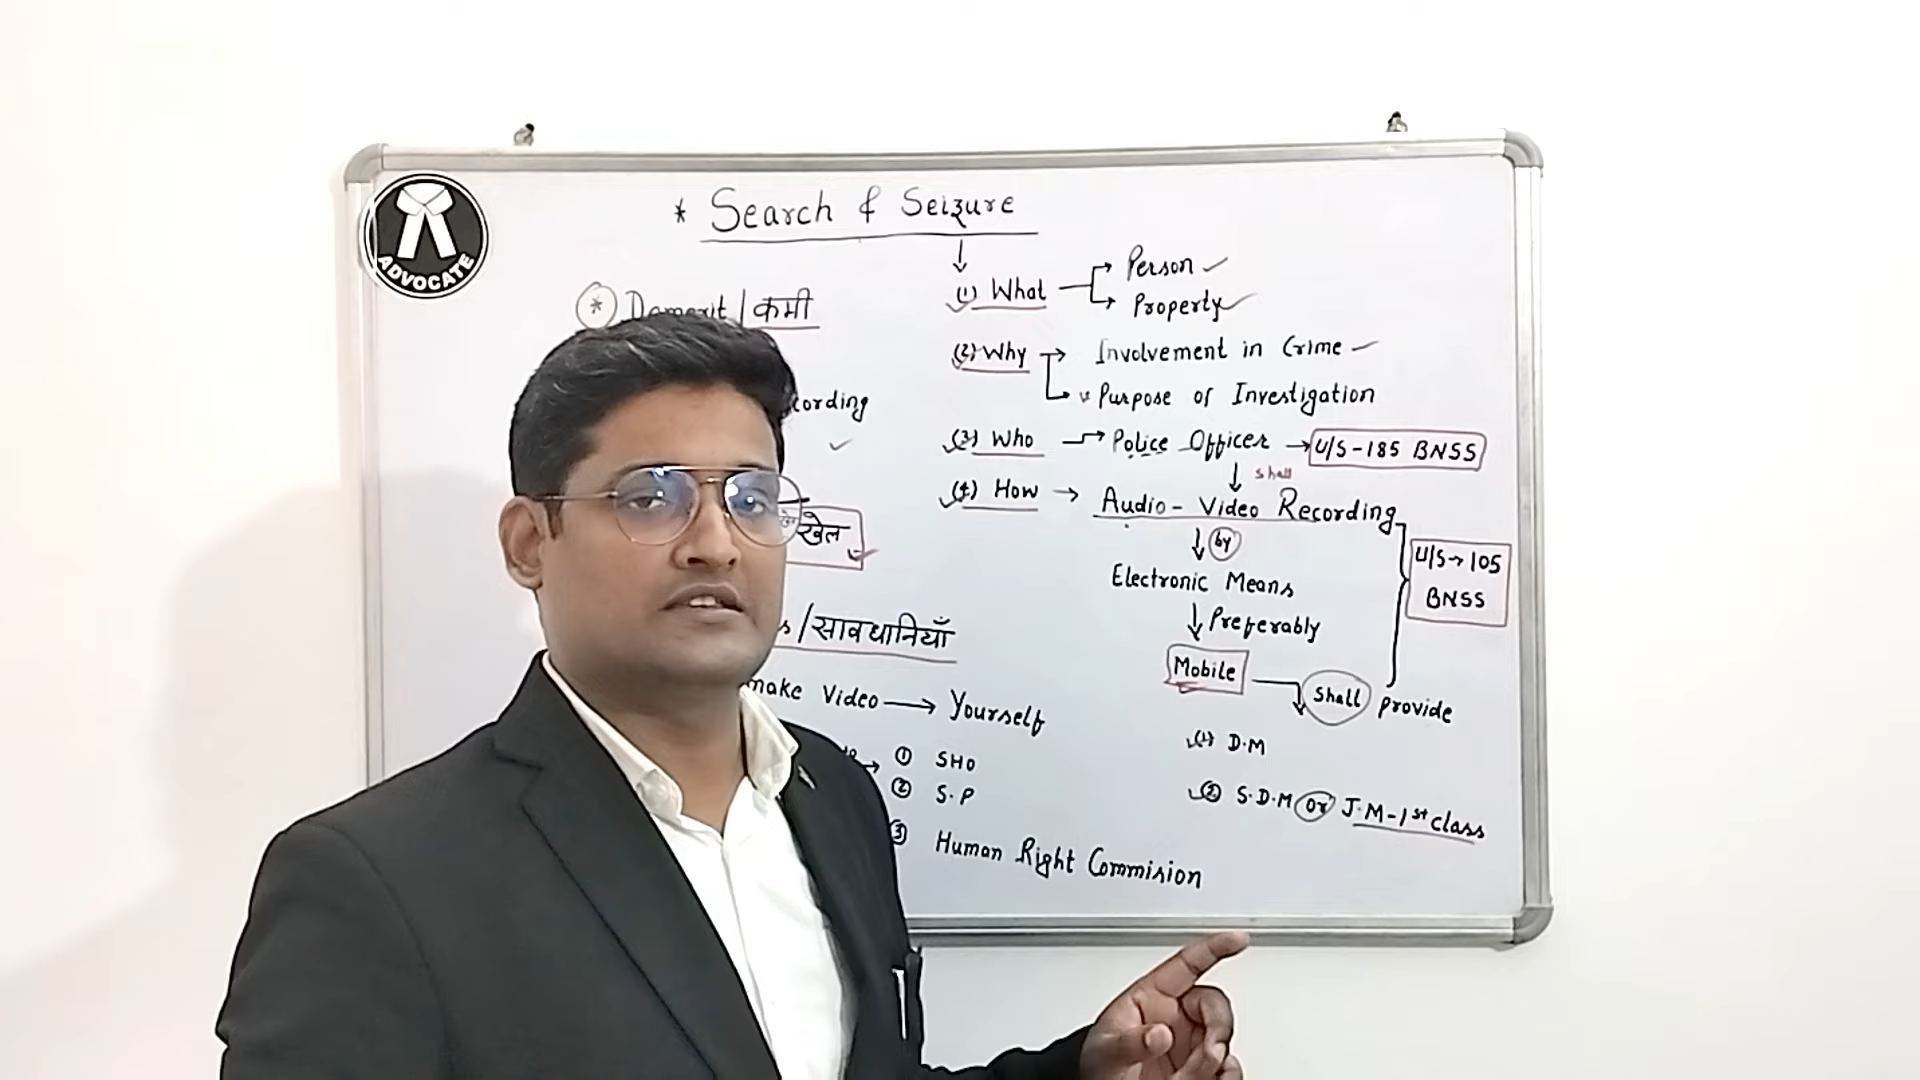 ADVOCATE
* Search & Seizure
(1) What → Person
→ Property
(2) Why → Involvement in Crime
→ Purpose of Investigation
(3) Who → Police Officer → U/S-185 BNSS
shall
(4) How → Audio-Video Recording
by
Electronic Means
Preferably
U/S→105
BNSS
Mobile → Shall provide
(1) D.M
② S.D.M or J.M-1st class
* Demerit / कमी
खेल
/ सावधानियाँ
make Video → Yourself
→ ① SHO
② S.P
③ Human Right Commision